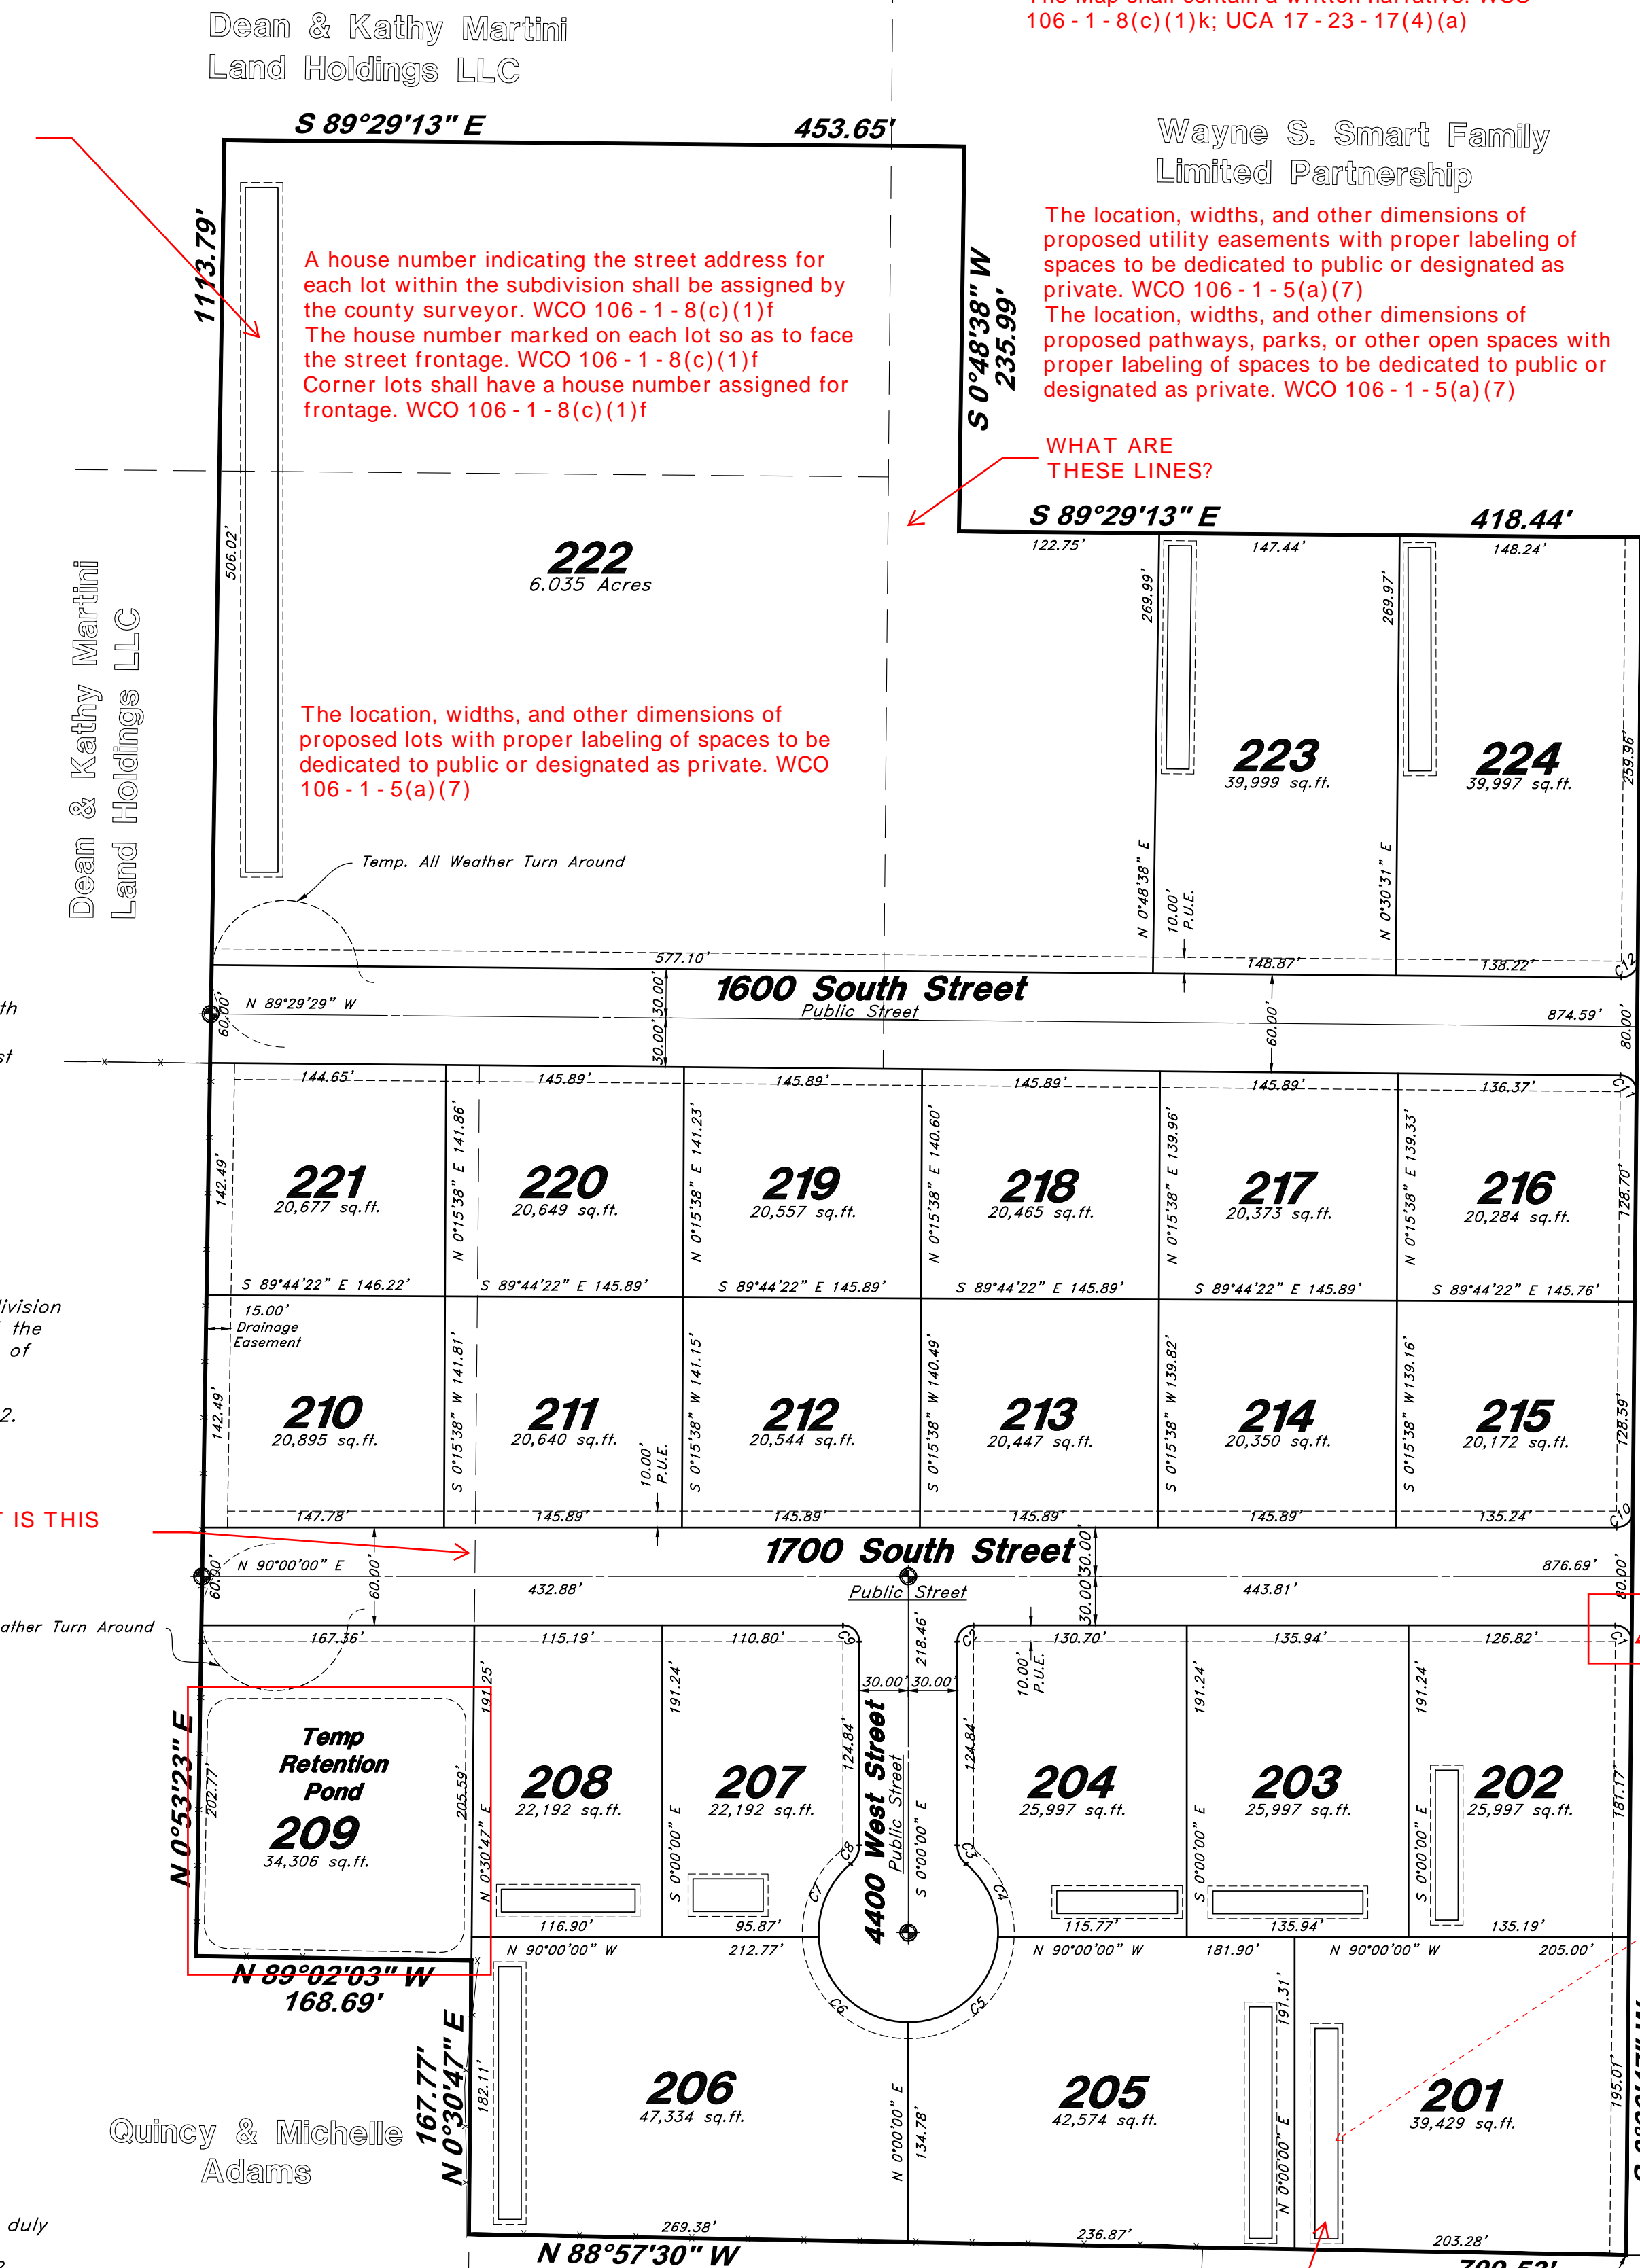 Dean & Kathy Martini
Land Holdings LLC
106 - 1 - 8(c)(1)k; UCA 17 - 23 - 17(4)(a)
S 89°29'13" E
453.65'
Wayne S. Smart Family
Limited Partnership
1113.79'
A house number indicating the street address for
each lot within the subdivision shall be assigned by
the county surveyor. WCO 106 - 1 - 8(c)(1)f
The house number marked on each lot so as to face
the street frontage. WCO 106 - 1 - 8(c)(1)f
Corner lots shall have a house number assigned for
frontage. WCO 106 - 1 - 8(c)(1)f
S 0°48'38" W
235.99'
The location, widths, and other dimensions of
proposed utility easements with proper labeling of
spaces to be dedicated to public or designated as
private. WCO 106 - 1 - 5(a)(7)
The location, widths, and other dimensions of
proposed pathways, parks, or other open spaces with
proper labeling of spaces to be dedicated to public or
designated as private. WCO 106 - 1 - 5(a)(7)
WHAT ARE
THESE LINES?
S 89°29'13" E
418.44'
122.75'
147.44'
148.24'
506.02'
222
6.035 Acres
269.99'
269.97'
Dean & Kathy Martini
Land Holdings LLC
The location, widths, and other dimensions of
proposed lots with proper labeling of spaces to be
dedicated to public or designated as private. WCO
106 - 1 - 5(a)(7)
223
39,999 sq.ft.
224
39,997 sq.ft.
259.96'
Temp. All Weather Turn Around
N 0°48'38" E
10.00'
P.U.E.
N 0°30'31" E
577.10'
148.87'
138.22'
C12
1600 South Street
Public Street
N 89°29'29" W
60.00'
30.00'
30.00'
60.00'
874.59'
80.00'
144.65'
145.89'
145.89'
145.89'
145.89'
136.37'
C11
142.49'
221
20,677 sq.ft.
N 0°15'38" E 141.86'
220
20,649 sq.ft.
N 0°15'38" E 141.23'
219
20,557 sq.ft.
N 0°15'38" E 140.60'
218
20,465 sq.ft.
N 0°15'38" E 139.96'
217
20,373 sq.ft.
N 0°15'38" E 139.33'
216
20,284 sq.ft.
128.70'
S 89°44'22" E 146.22'
S 89°44'22" E 145.89'
S 89°44'22" E 145.89'
S 89°44'22" E 145.89'
S 89°44'22" E 145.89'
S 89°44'22" E 145.76'
15.00'
Drainage
Easement
the
of
2.
142.49'
210
20,895 sq.ft.
S 0°15'38" W 141.81'
211
20,640 sq.ft.
10.00'
P.U.E.
S 0°15'38" W 141.15'
212
20,544 sq.ft.
S 0°15'38" W 140.49'
213
20,447 sq.ft.
S 0°15'38" W 139.82'
214
20,350 sq.ft.
S 0°15'38" W 139.16'
215
20,172 sq.ft.
128.59'
147.78'
145.89'
145.89'
145.89'
145.89'
135.24'
C10
IS THIS
1700 South Street
Public Street
N 90°00'00" E
60.00'
60.00'
432.88'
30.00'
30.00'
443.81'
876.69'
80.00'
Turn Around
167.36'
115.19'
110.80'
C9
218.46'
C2
130.70'
135.94'
126.82'
C1
30.00'
30.00'
10.00'
P.U.E.
191.25'
191.24'
191.24'
191.24'
N 0°53'23" E
202.77'
Temp
Retention
Pond
209
34,306 sq.ft.
205.59'
N 0°30'47" E
208
22,192 sq.ft.
S 0°00'00" E
207
22,192 sq.ft.
124.84'
4400 West Street
Public Street
S 0°00'00" E
124.84'
204
25,997 sq.ft.
S 0°00'00" E
203
25,997 sq.ft.
S 0°00'00" E
202
25,997 sq.ft.
181.17'
C8
C3
C7
C4
116.90'
95.87'
115.77'
135.94'
135.19'
N 90°00'00" W
212.77'
N 90°00'00" W
181.90'
N 90°00'00" W
205.00'
N 89°02'03" W
168.69'
C6
C5
191.31'
167.77'
N 0°30'47" E
182.11'
206
47,334 sq.ft.
N 0°00'00" E
134.78'
205
42,574 sq.ft.
N 0°00'00" E
201
39,429 sq.ft.
195.01'
Quincy & Michelle
Adams
duly
269.38'
236.87'
203.28'
N 88°57'30" W